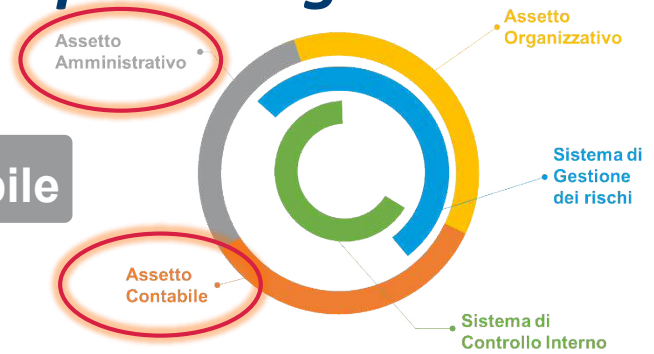 Assetto
Amministrativo
Assetto
Organizzativo
bile
Sistema di
Gestione
dei rischi
Assetto
Contabile
Sistema di
Controllo Interno